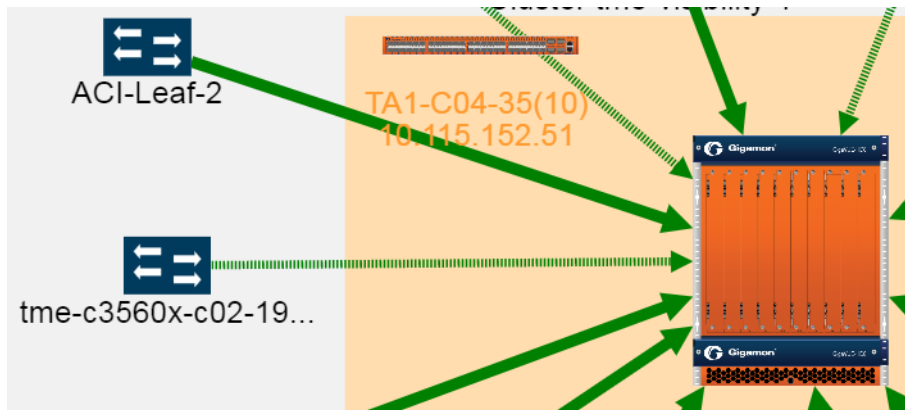 ACI-Leaf-2
TA1-C04-35(10)
10.115.152.51
Gigamon
tme-c3560x-c02-19...
Gigamon